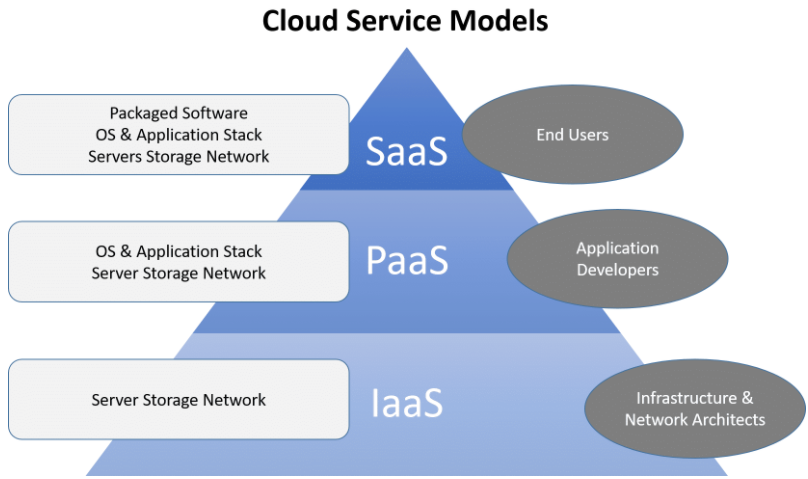 Cloud Service Models
Packaged Software
OS & Application Stack
Servers Storage Network
SaaS
End Users
OS & Application Stack
Server Storage Network
PaaS
Application
Developers
Server Storage Network
IaaS
Infrastructure &
Network Architects